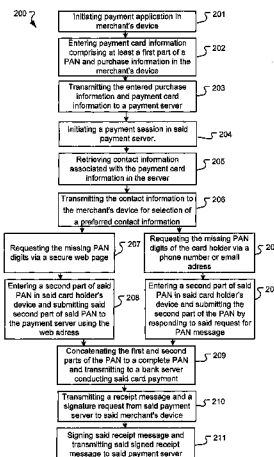 200
Initiating payment application in
merchant's device
201
Entering payment card information
comprising at least a first part of a
PAN and purchase information in the
merchant's device
202
Transmitting the entered purchase
information and payment card
information to a payment server
203
Initiating a payment session in said
payment server.
204
Retrieving contact information
associated with the payment card
information in the server
205
Transmitting the contact information to
the merchant's device for selection of
a preferred contact information
206
Requesting the missing PAN
digits via a secure web page
207
Requesting the missing PAN
digits of the card holder via a
phone number or email
adress
20
Entering a second part of said
PAN in said card holder's
device and submitting said
second part of said PAN to
the payment server using the
web adress
208
Entering a second part of said
PAN in said card holder's
device and submitting the
second part of the PAN by
responding to said request for
PAN message
20
Concatenating the first and second
parts of the PAN to a complete PAN
and transmitting to a bank server
conducting said card payment
209
Transmitting a receipt message and a
signature request from said payment
server to said merchant's device
210
Signing said receipt message and
transmitting said signed receipt
message to said payment server
211